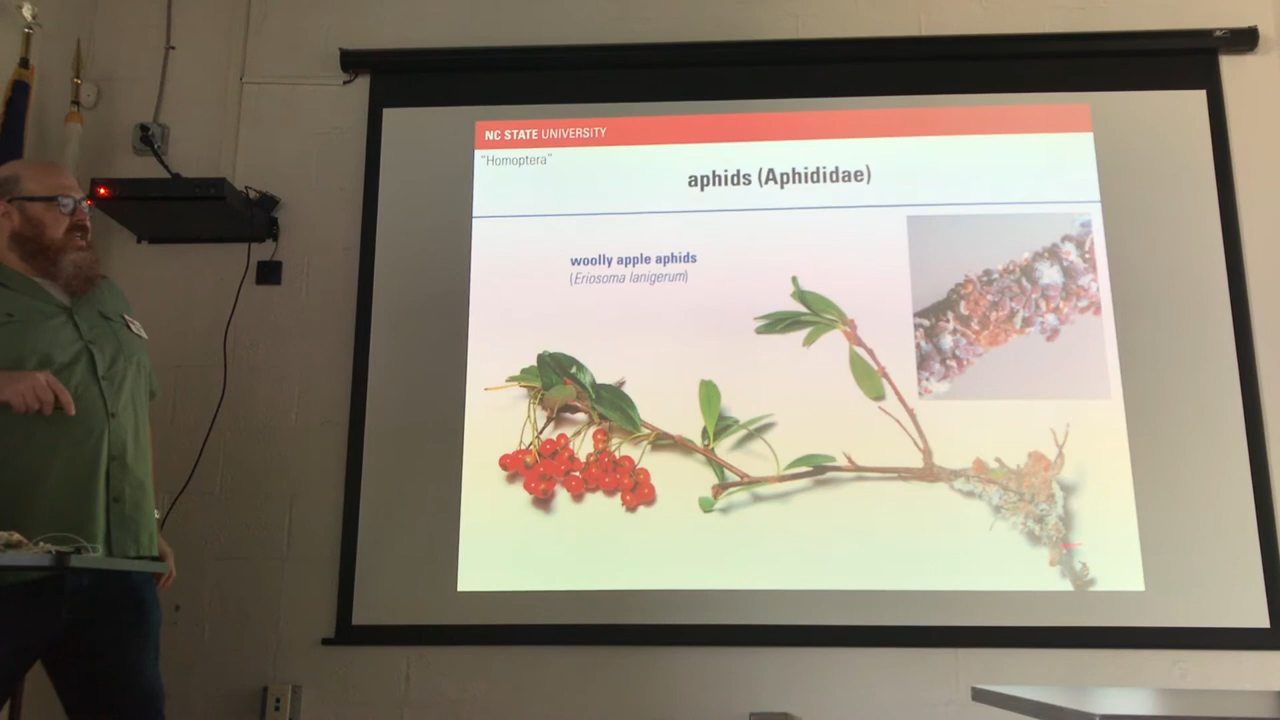 NC STATE UNIVERSITY
"Homoptera"
aphids (Aphididae)
woolly apple aphids
(Eriosoma lanigerum)